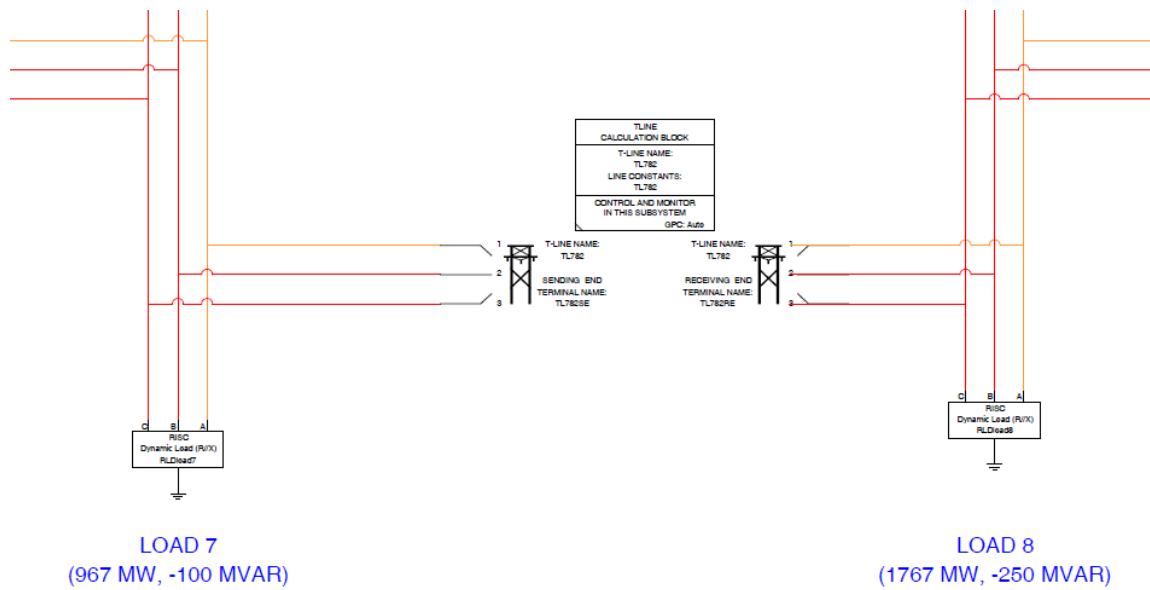 TLINE
CALCULATION BLOCK
T-LINE NAME:
TL782
LINE CONSTANTS:
TL782
CONTROL AND MONITOR
IN THIS SUBSYSTEM
GPC: Auto
1
T-LINE NAME:
TL782
2
SENDING END
TERMINAL NAME:
3
TL782SE
T-LINE NAME:
1
TL782
2
RECEIVING END
TERMINAL NAME:
3
TL782RE
C B A
RISC
Dynamic Load (R//X)
RLDload7
C B A
RISC
Dynamic Load (R//X)
RLDload8
LOAD 7
(967 MW, -100 MVAR)
LOAD 8
(1767 MW, -250 MVAR)